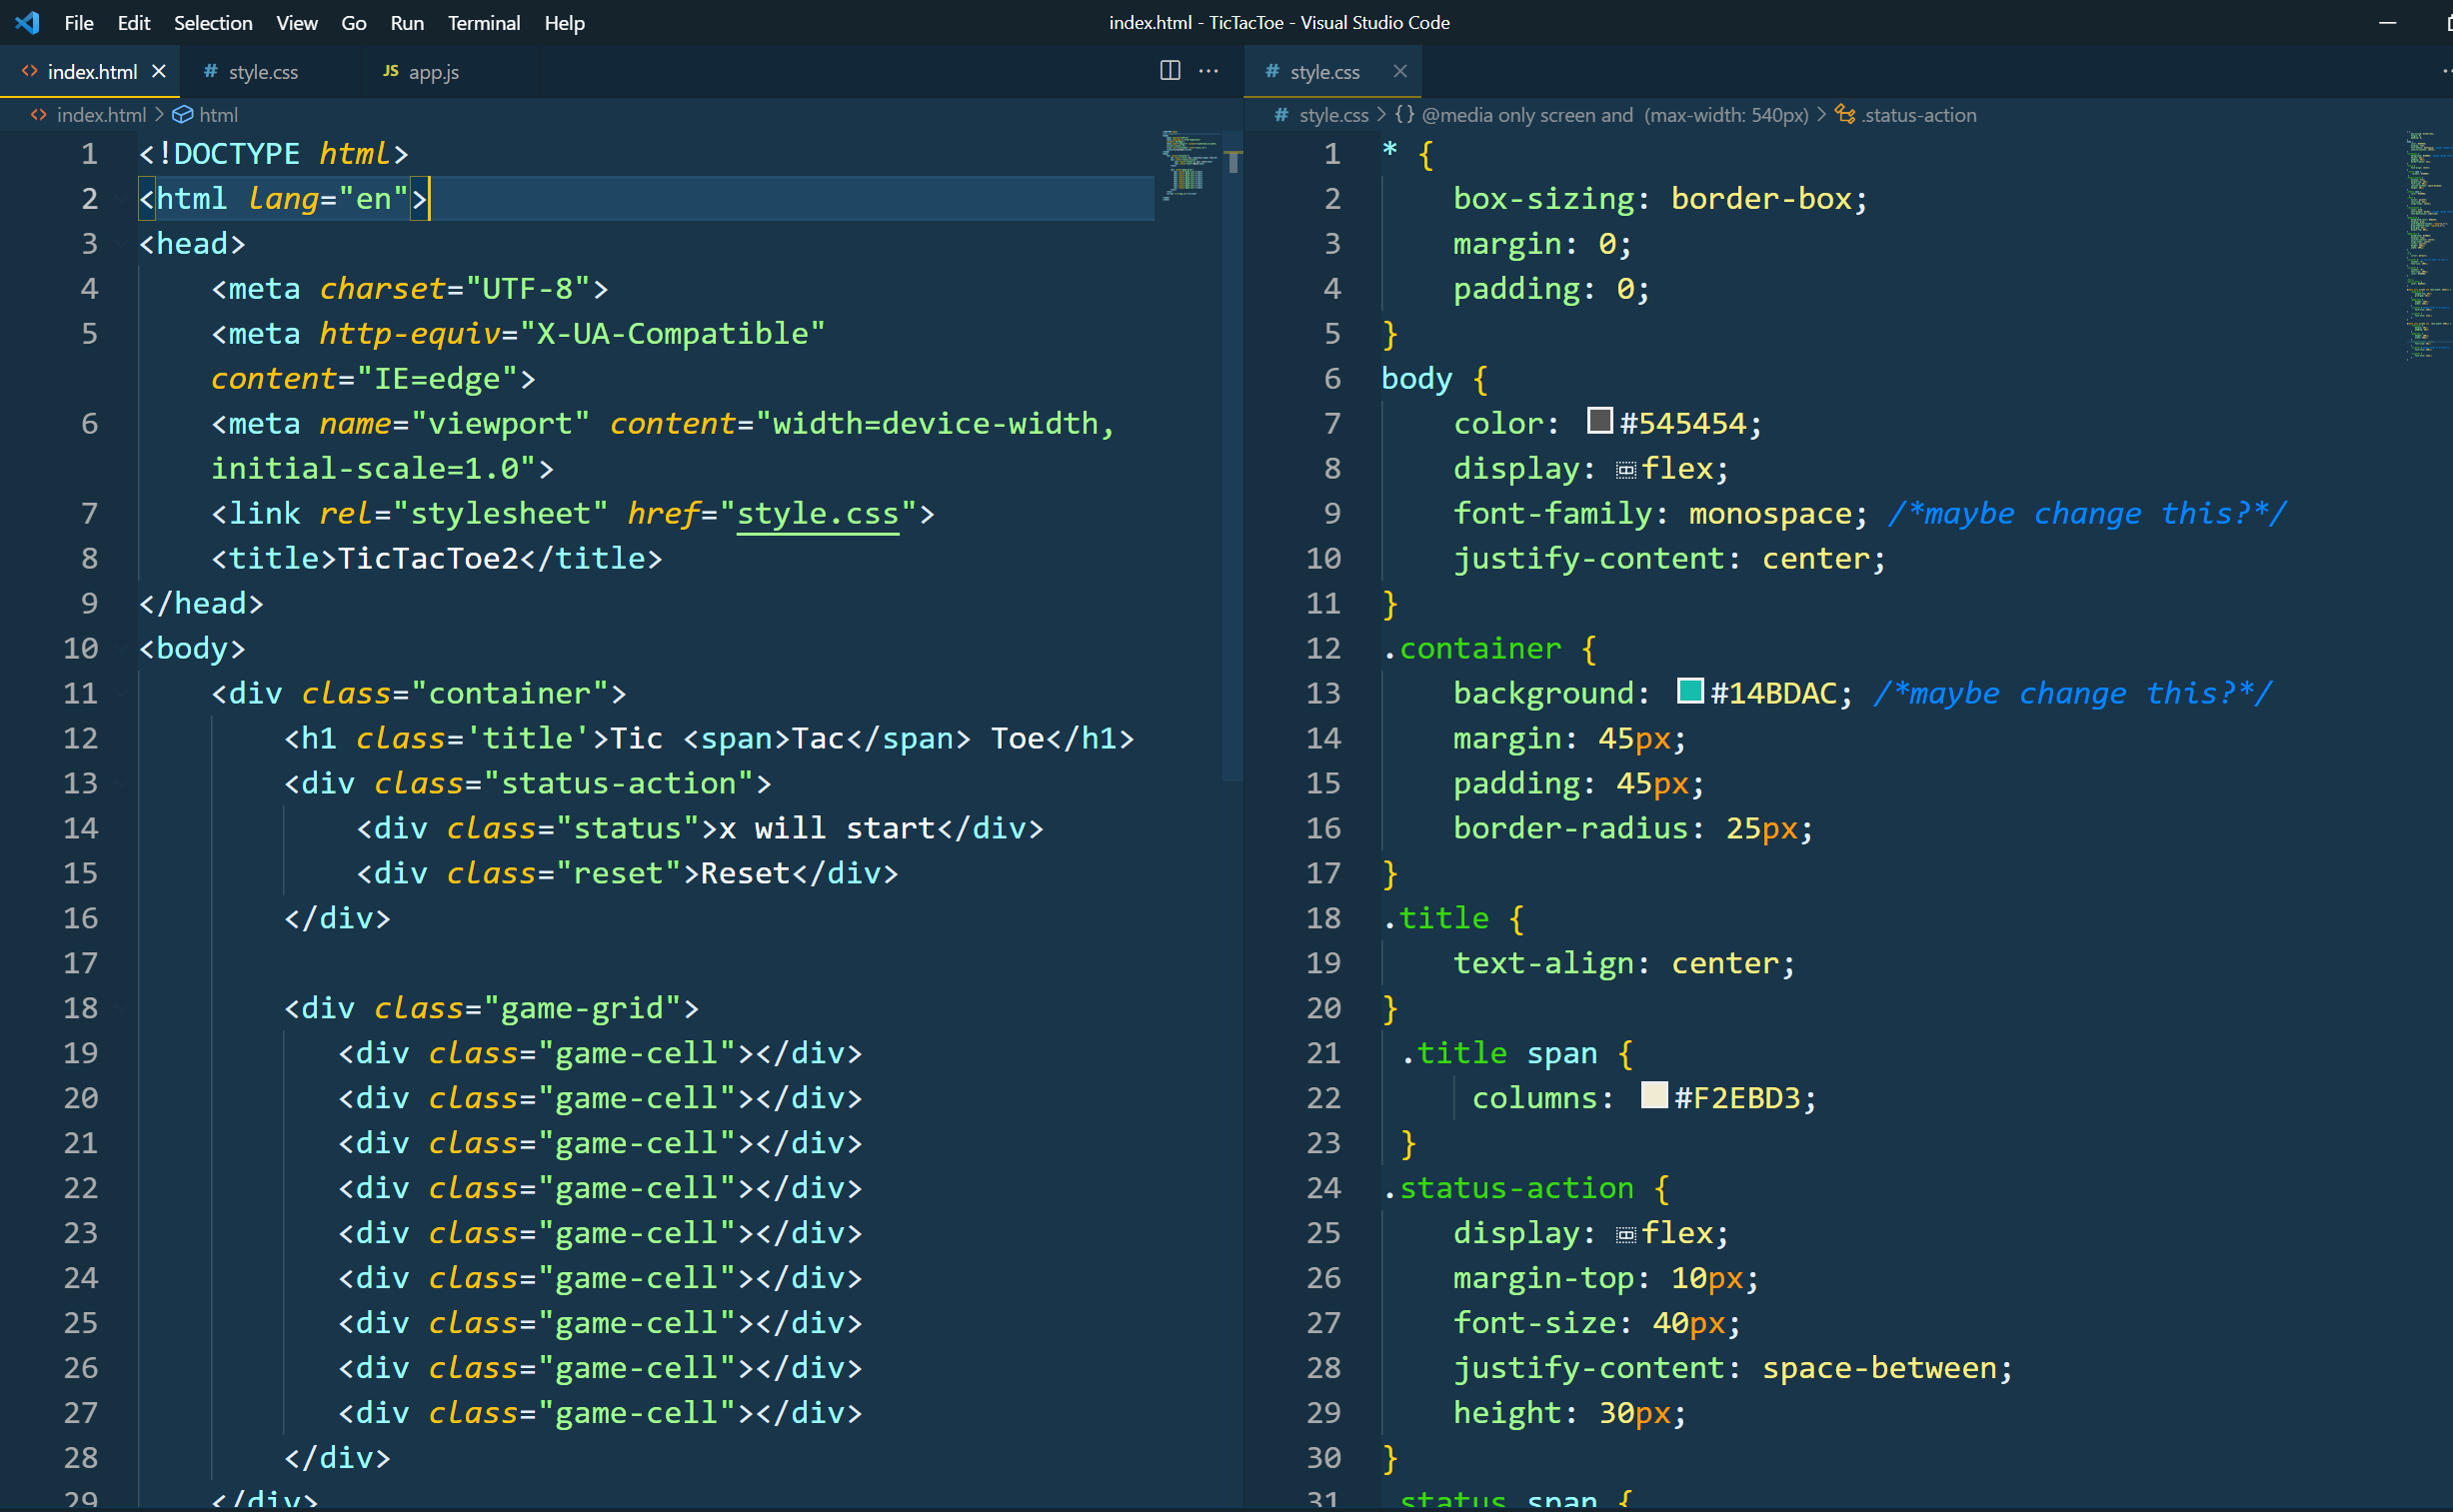 File Edit Selection View Go Run Terminal Help
index.html - TicTacToe - Visual Studio Code
index.html
# style.css
JS app.js
index.html > html
1 <!DOCTYPE html>
2 <html lang="en">
3 <head>
4 <meta charset="UTF-8">
5 <meta http-equiv="X-UA-Compatible"
content="IE=edge">
6 <meta name="viewport" content="width=device-width,
initial-scale=1.0">
7 <link rel="stylesheet" href="style.css">
8 <title>TicTacToe2</title>
9 </head>
10 <body>
11 <div class="container">
12 <h1 class='title'>Tic <span>Tac</span> Toe</h1>
13 <div class="status-action">
14 <div class="status">x will start</div>
15 <div class="reset">Reset</div>
16 </div>
17
18 <div class="game-grid">
19 <div class="game-cell"></div>
20 <div class="game-cell"></div>
21 <div class="game-cell"></div>
22 <div class="game-cell"></div>
23 <div class="game-cell"></div>
24 <div class="game-cell"></div>
25 <div class="game-cell"></div>
26 <div class="game-cell"></div>
27 <div class="game-cell"></div>
28 </div>
29 </div>
# style.css
# style.css > {} @media only screen and (max-width: 540px) > .status-action
1 * {
2 box-sizing: border-box;
3 margin: 0;
4 padding: 0;
5 }
6 body {
7 color: #545454;
8 display: flex;
9 font-family: monospace; /*maybe change this?*/
10 justify-content: center;
11 }
12 .container {
13 background: #14BDAC; /*maybe change this?*/
14 margin: 45px;
15 padding: 45px;
16 border-radius: 25px;
17 }
18 .title {
19 text-align: center;
20 }
21 .title span {
22 columns: #F2EBD3;
23 }
24 .status-action {
25 display: flex;
26 margin-top: 10px;
27 font-size: 40px;
28 justify-content: space-between;
29 height: 30px;
30 }
31 .status span {